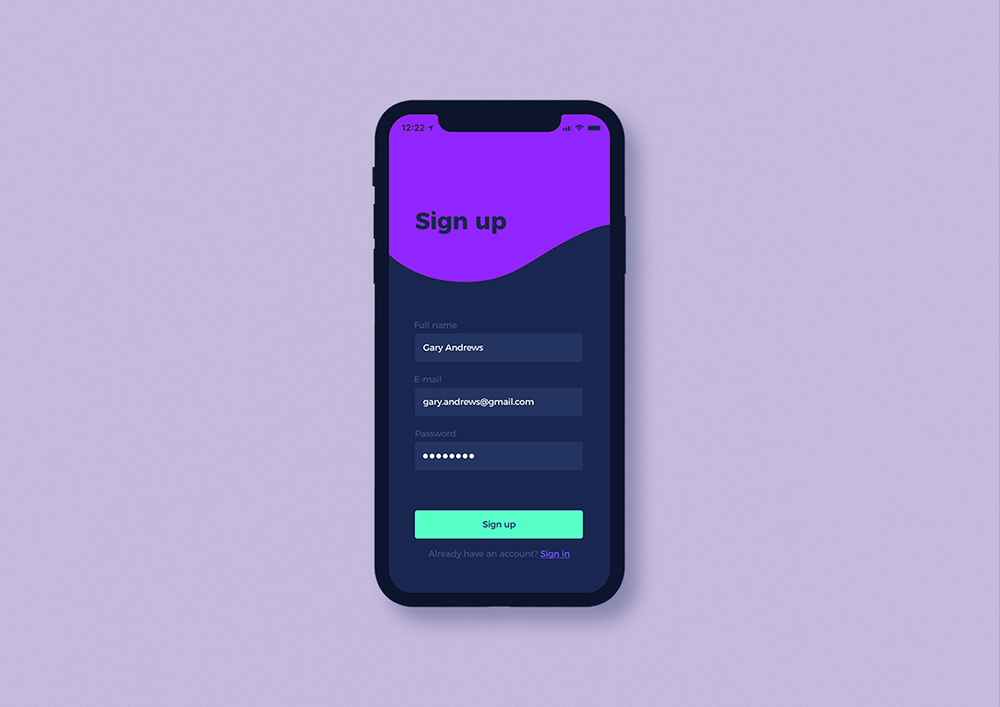 12:22
Sign up
Full name
Gary Andrews
E-mail
gary.andrews@gmail.com
Password
●●●●●●●●
Sign up
Already have an account? Sign in